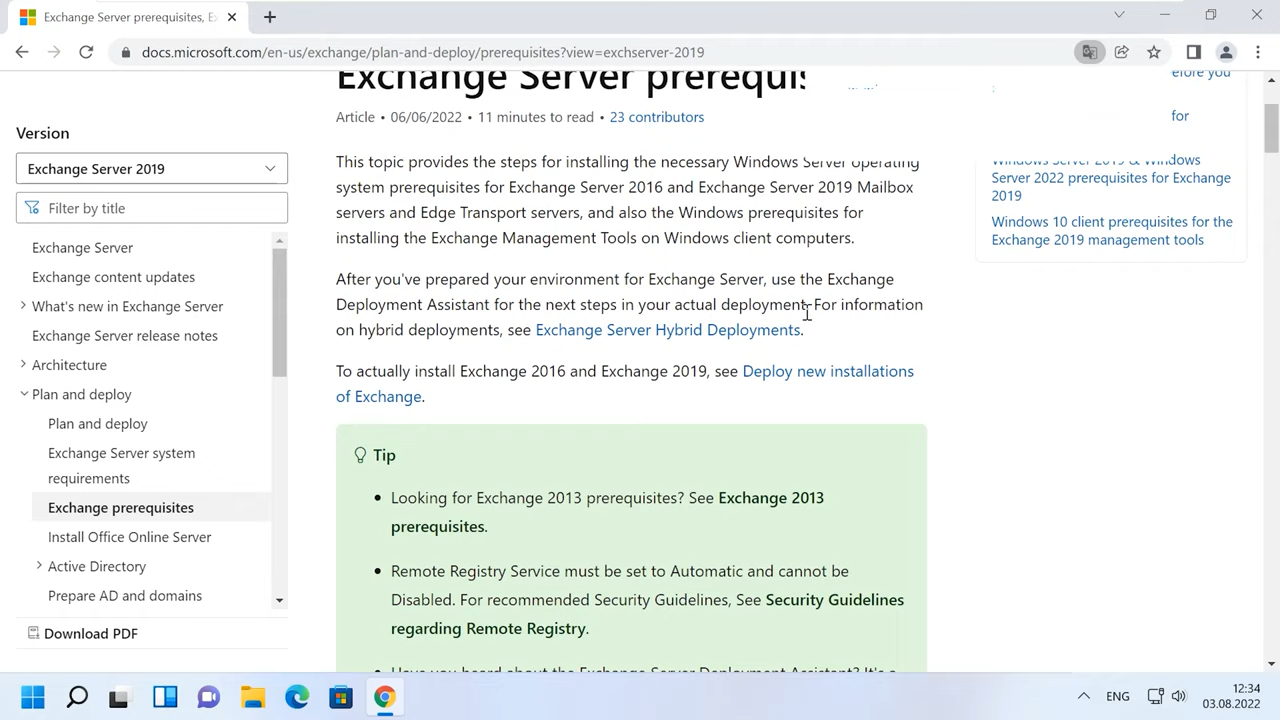 Exchange Server prerequisites, Ex
docs.microsoft.com/en-us/exchange/plan-and-deploy/prerequisites?view=exchserver-2019
Version
Exchange Server 2019
Filter by title
Exchange Server
Exchange content updates
What's new in Exchange Server
Exchange Server release notes
Architecture
Plan and deploy
Plan and deploy
Exchange Server system
requirements
Exchange prerequisites
Install Office Online Server
Active Directory
Prepare AD and domains
Download PDF
Exchange Server prerequis
Article • 06/06/2022 • 11 minutes to read • 23 contributors
This topic provides the steps for installing the necessary Windows Server operating
system prerequisites for Exchange Server 2016 and Exchange Server 2019 Mailbox
servers and Edge Transport servers, and also the Windows prerequisites for
installing the Exchange Management Tools on Windows client computers.
After you've prepared your environment for Exchange Server, use the Exchange
Deployment Assistant for the next steps in your actual deployment. For information
on hybrid deployments, see Exchange Server Hybrid Deployments.
To actually install Exchange 2016 and Exchange 2019, see Deploy new installations
of Exchange.
Tip
• Looking for Exchange 2013 prerequisites? See Exchange 2013
prerequisites.
• Remote Registry Service must be set to Automatic and cannot be
Disabled. For recommended Security Guidelines, See Security Guidelines
regarding Remote Registry.
Have you heard about the Exchange Server Deployment Assistant? It's a
efore you
for
Windows Server 2019 & Windows
Server 2022 prerequisites for Exchange
2019
Windows 10 client prerequisites for the
Exchange 2019 management tools
ENG
12:34
03.08.2022